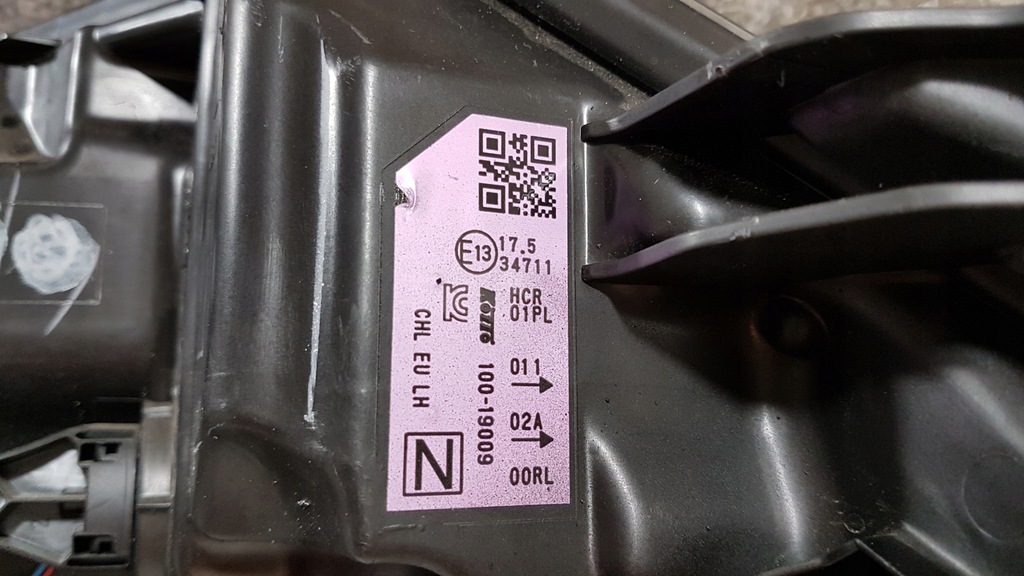 E13
17.5
34711
KOITO
HCR
01PL
011 →
02A →
00RL
100-19009
CHL EU LH
N